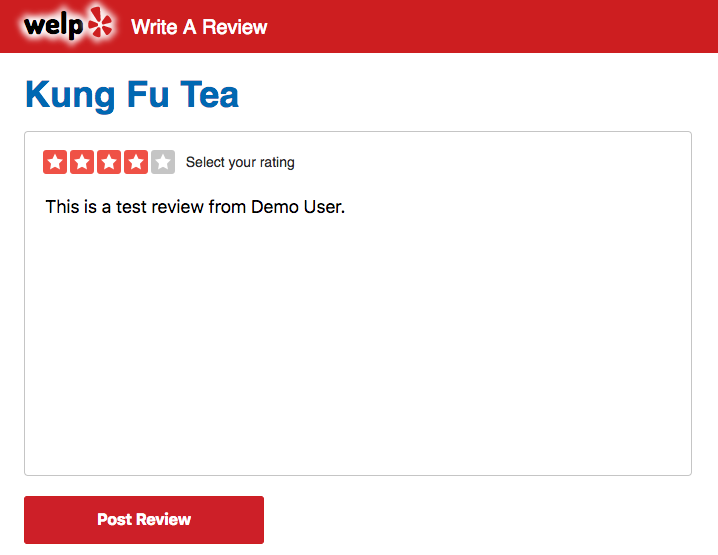 welp Write A Review
Kung Fu Tea
Select your rating
This is a test review from Demo User.
Post Review